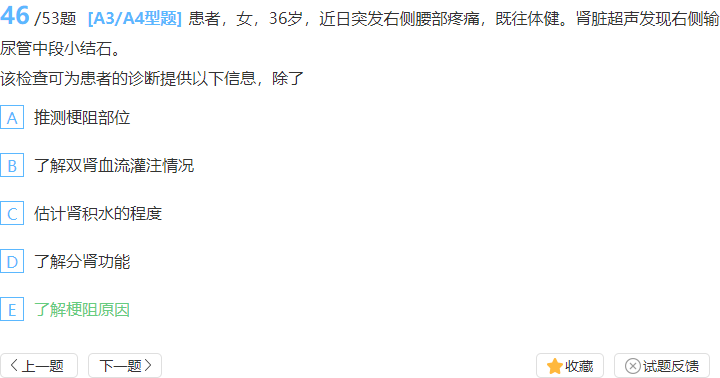 46 /53题 [A3/A4型题] 患者，女，36岁，近日突发右侧腰部疼痛，既往体健。肾脏超声发现右侧输
尿管中段小结石。
该检查可为患者的诊断提供以下信息，除了
A 推测梗阻部位
B 了解双肾血流灌注情况
C 估计肾积水的程度
D 了解分肾功能
E 了解梗阻原因
上一题 下一题 收藏 试题反馈